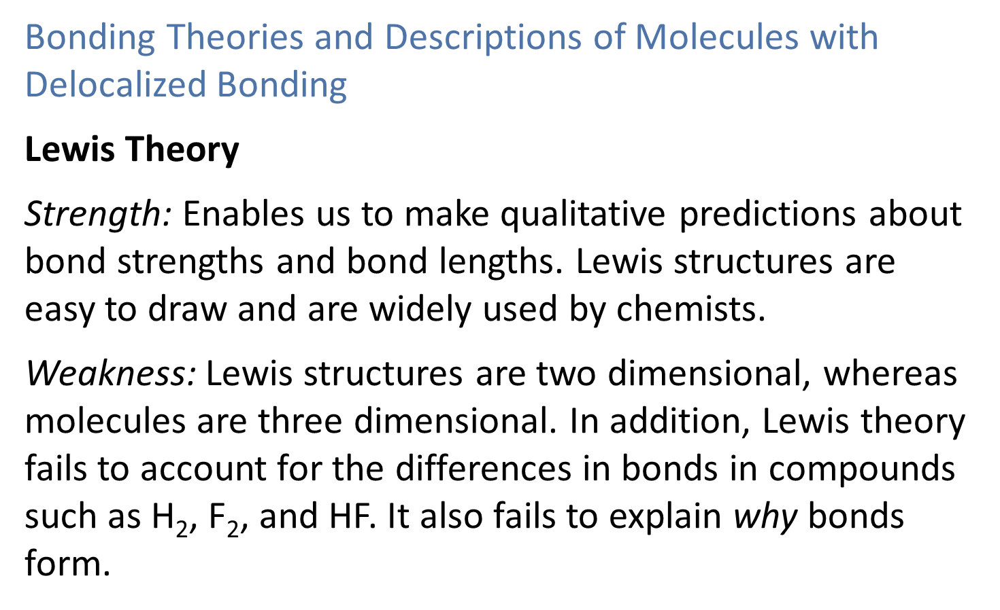 Bonding Theories and Descriptions of Molecules with
Delocalized Bonding
Lewis Theory
Strength: Enables us to make qualitative predictions about
bond strengths and bond lengths. Lewis structures are
easy to draw and are widely used by chemists.
Weakness: Lewis structures are two dimensional, whereas
molecules are three dimensional. In addition, Lewis theory
fails to account for the differences in bonds in compounds
such as H₂, F₂, and HF. It also fails to explain why bonds
form.